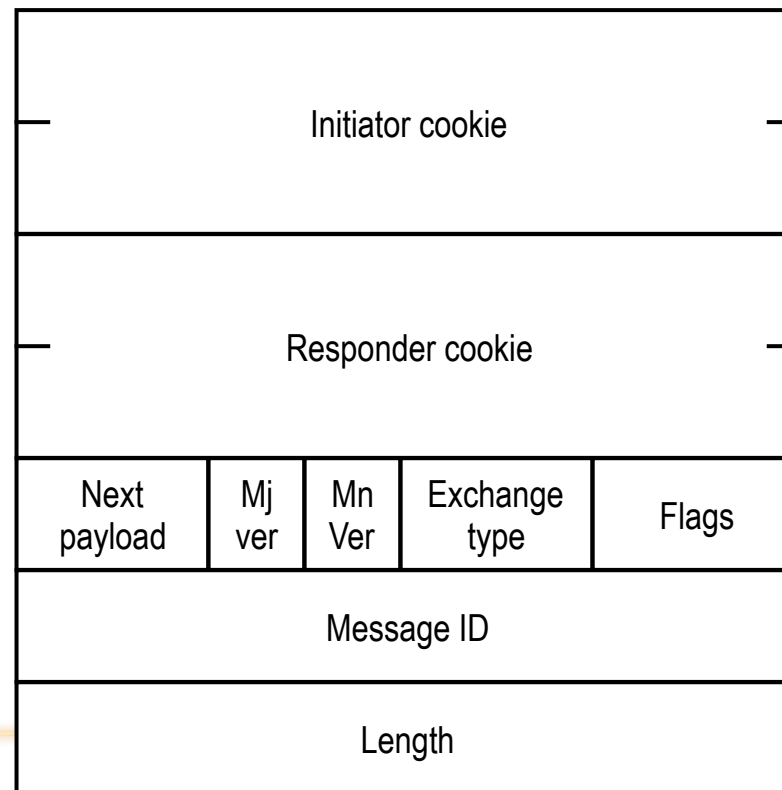 Initiator cookie
Responder cookie
Next
payload
Mj
ver
Mn
Ver
Exchange
type
Flags
Message ID
Length